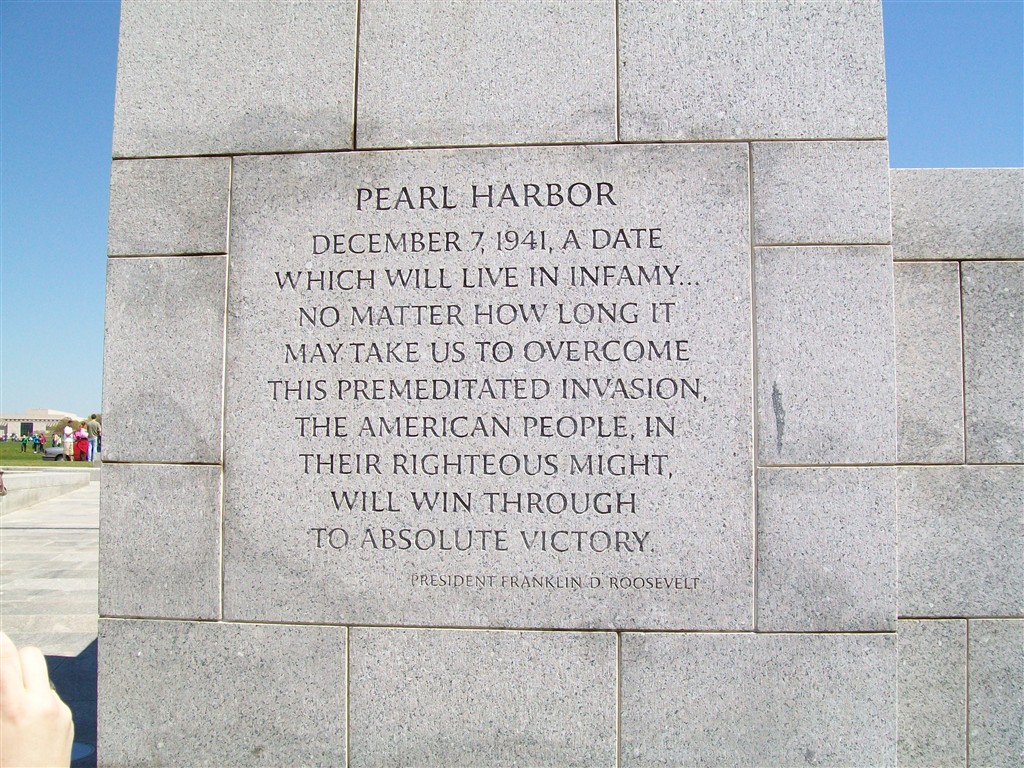 PEARL HARBOR
DECEMBER 7, 1941, A DATE
WHICH WILL LIVE IN INFAMY...
NO MATTER HOW LONG IT
MAY TAKE US TO OVERCOME
THIS PREMEDITATED INVASION,
THE AMERICAN PEOPLE, IN
THEIR RIGHTEOUS MIGHT,
WILL WIN THROUGH
TO ABSOLUTE VICTORY.
PRESIDENT FRANKLIN D. ROOSEVELT